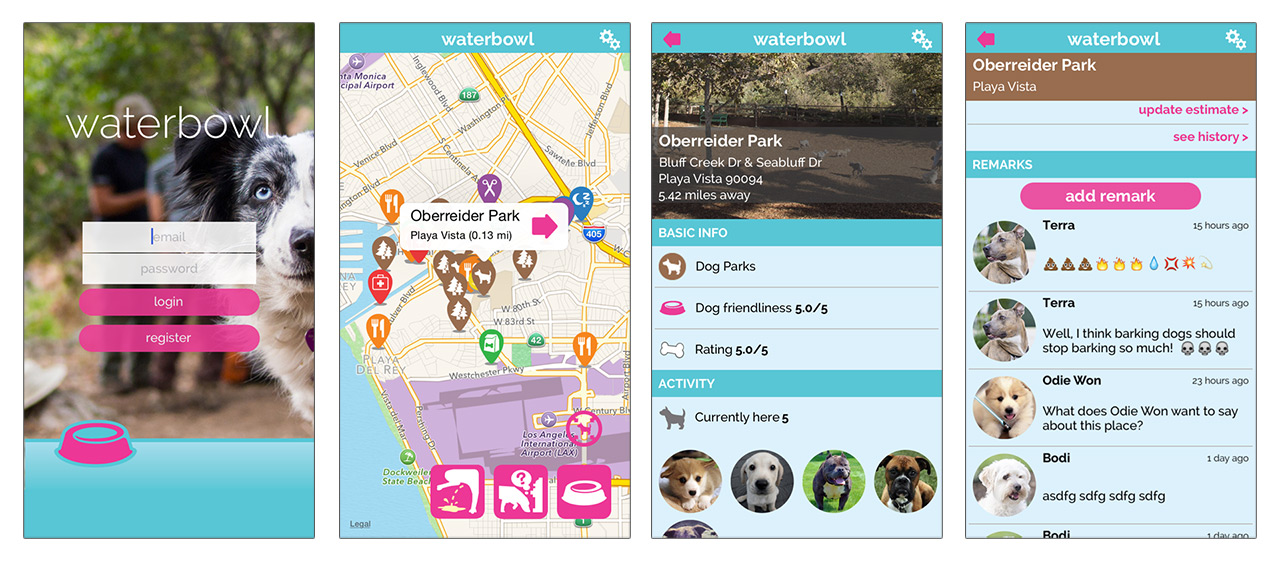 waterbowl
email
password
login
register
waterbowl
Santa Monica
Municipal Airport
187
Inglewood Blvd
Washington
Jefferson Blvd
Venice Blvd
S Centinela
Sawtelle Blvd
Oberreider Park
Playa Vista (0.13 mi)
405
W 80th St
W 83rd St
42
PLAYA
DEL REY
Westchester Pkwy
Airport Blvd
Vista del Mar
Pershing Dr
W Century Blvd
Los Angeles
International
Airport (LAX)
Dockweiler
State Beach
1
Legal
waterbowl
Oberreider Park
Bluff Creek Dr & Seabluff Dr
Playa Vista 90094
5.42 miles away
BASIC INFO
Dog Parks
Dog friendliness 5.0/5
Rating 5.0/5
ACTIVITY
Currently here 5
waterbowl
Oberreider Park
Playa Vista
update estimate >
see history >
REMARKS
add remark
Terra
15 hours ago
💩💩💩🔥🔥🔥💧💢💥💫
Terra
15 hours ago
Well, I think barking dogs should
stop barking so much! 💀💀💀
Odie Won
23 hours ago
What does Odie Won want to say
about this place?
Bodi
1 day ago
asdfg sdfg sdfg sdfg
Bodi
1 day ago